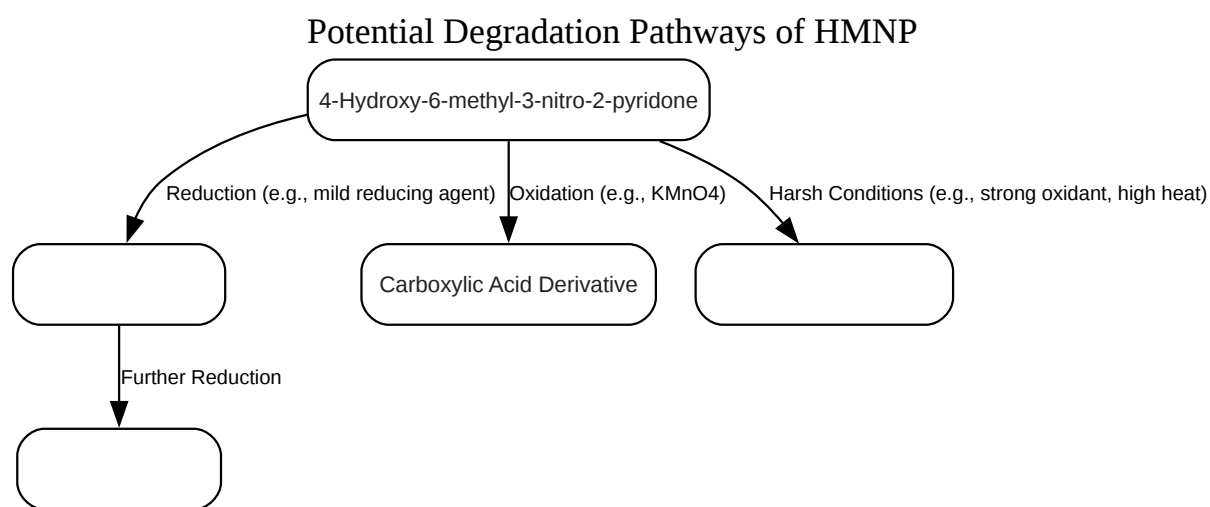 Potential Degradation Pathways of HMNP
4-Hydroxy-6-methyl-3-nitro-2-pyridone
Reduction (e.g., mild reducing agent)
Oxidation (e.g., KMnO4)
Harsh Conditions (e.g., strong oxidant, high heat)
Carboxylic Acid Derivative
Further Reduction